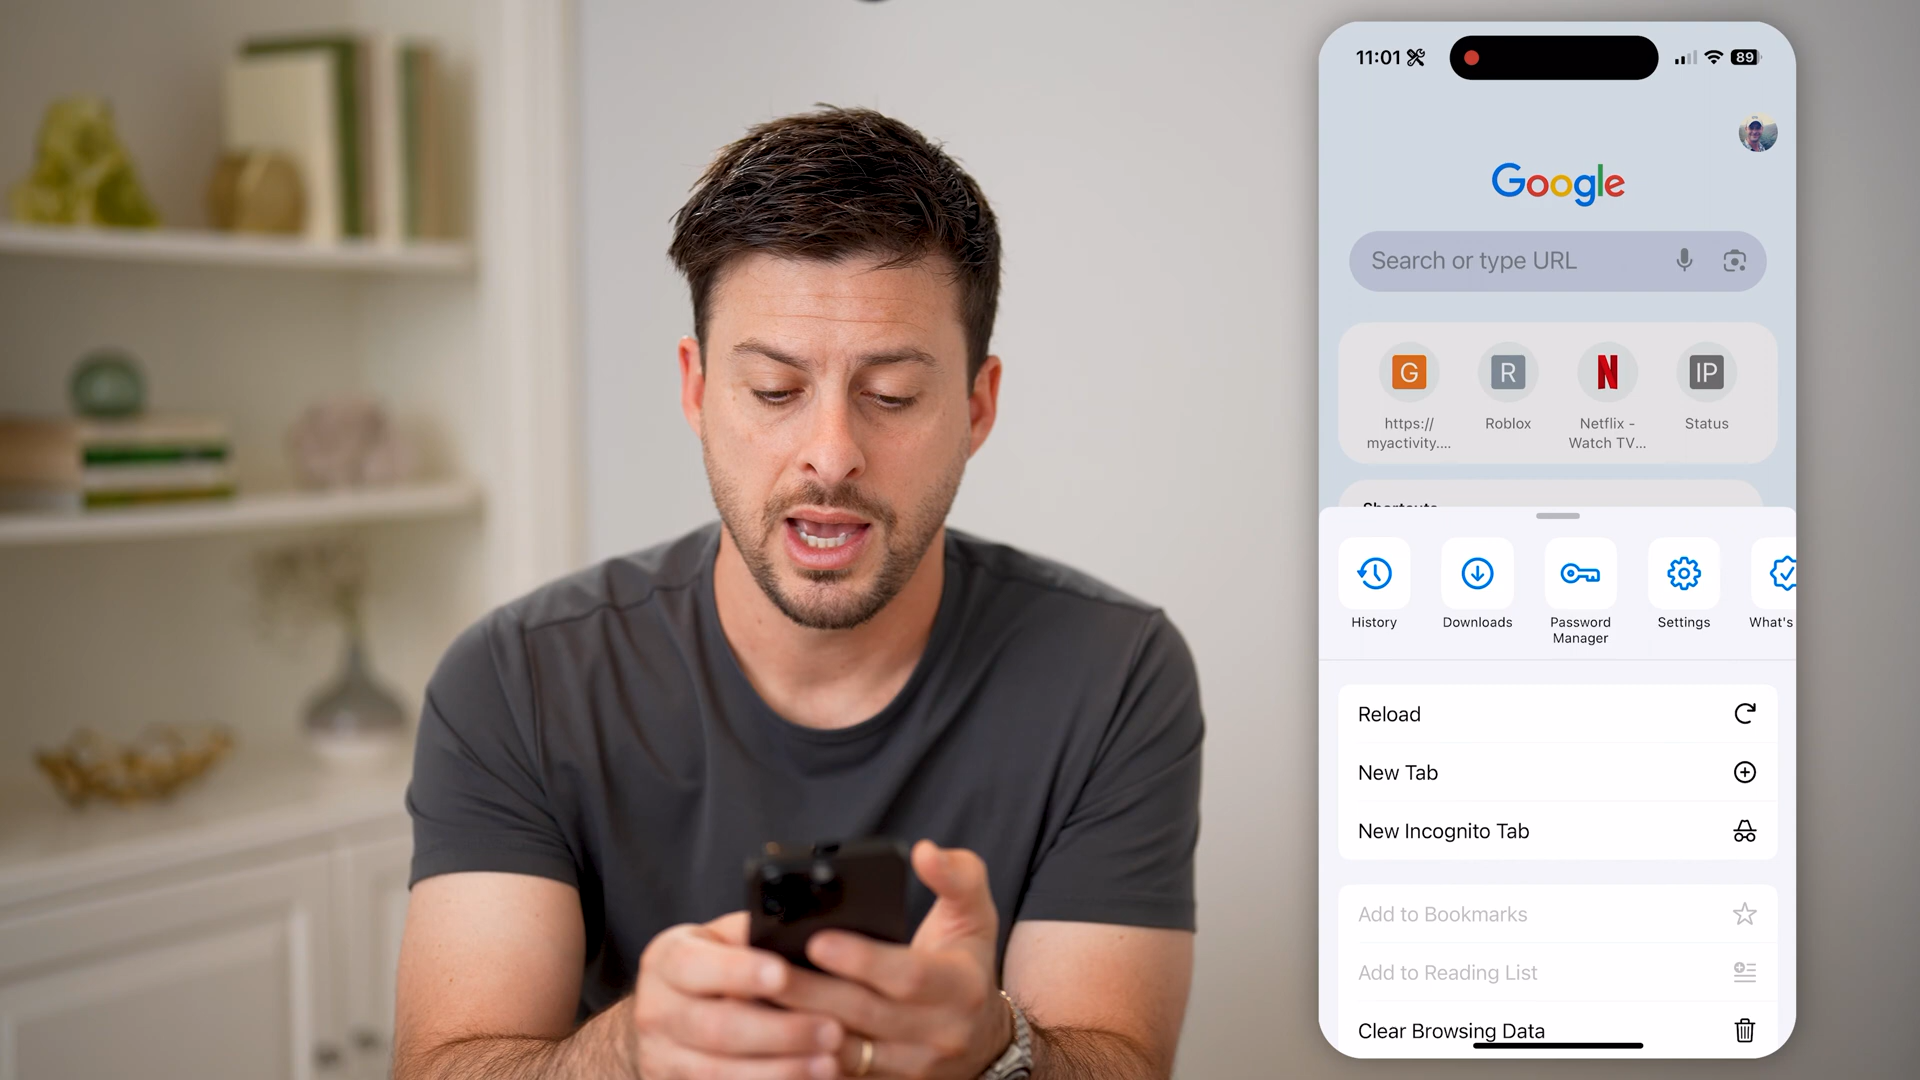 11:01
89
Google
Search or type URL
G
R
N
IP
https://
myactivity....
Roblox
Netflix -
Watch TV...
Status
History
Downloads
Password
Manager
Settings
What's
Reload
New Tab
New Incognito Tab
Add to Bookmarks
Add to Reading List
Clear Browsing Data